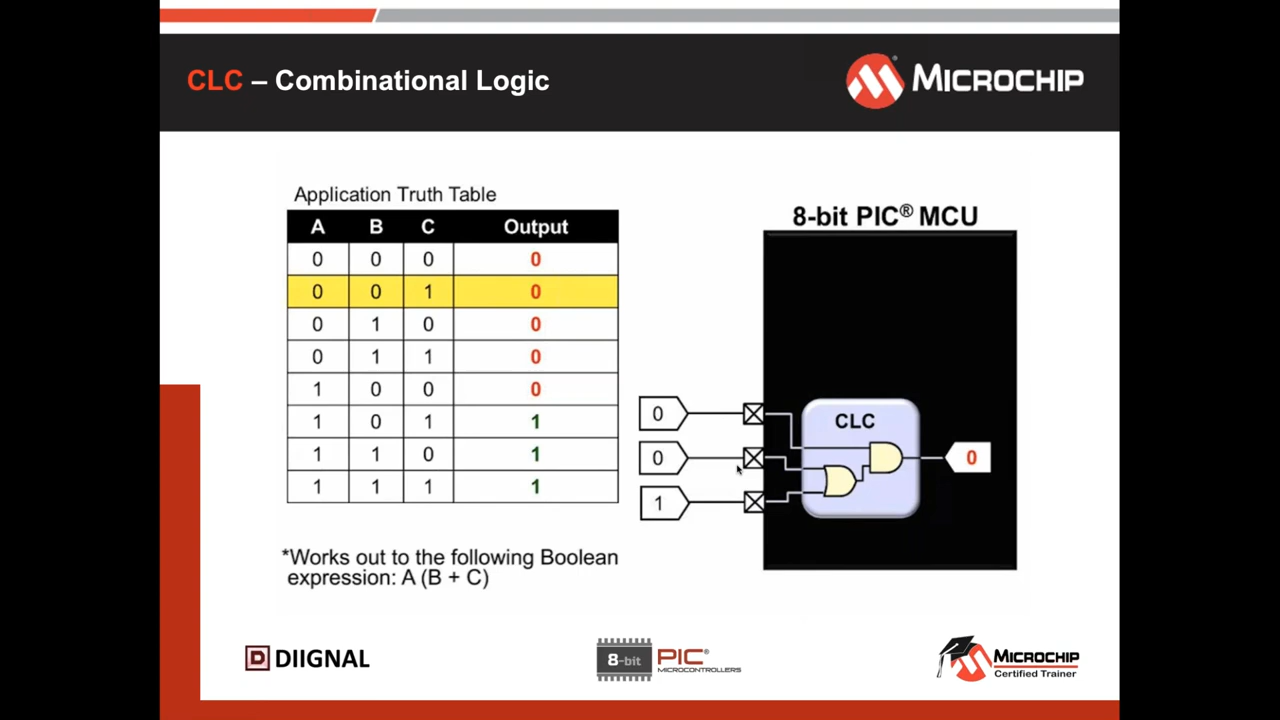 CLC – Combinational Logic
MICROCHIP
Application Truth Table
A B C Output
0 0 0 0
0 0 1 0
0 1 0 0
0 1 1 0
1 0 0 0
1 0 1 1
1 1 0 1
1 1 1 1
*Works out to the following Boolean
expression: A (B + C)
8-bit PIC® MCU
0
CLC
0
0
1
D DIIGNAL
8-bit PIC®
MICROCONTROLLERS
MICROCHIP
Certified Trainer